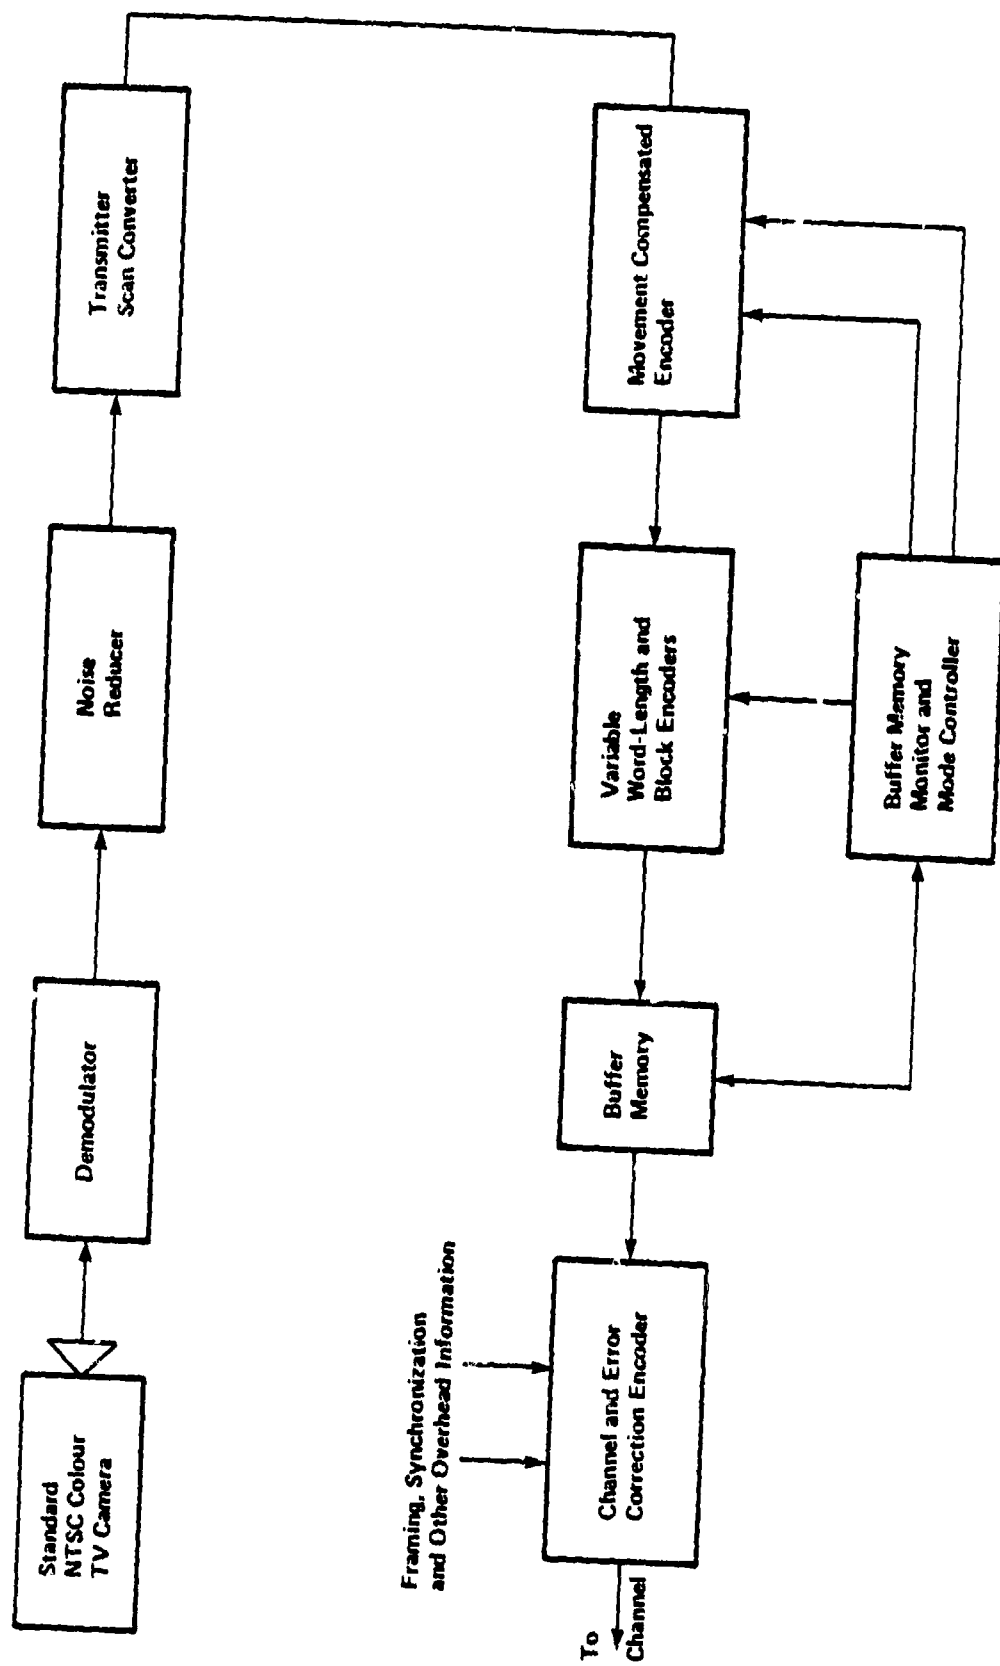 Standard
NTSC Colour
TV Camera
Demodulator
Noise
Reducer
Transmitter
Scan Converter
Movement Compensated
Encoder
Variable
Word-Length and
Block Encoders
Buffer
Memory
Buffer Memory
Monitor and
Mode Controller
Framing, Synchronization
and Other Overhead Information
Channel and Error
Correction Encoder
To
Channel